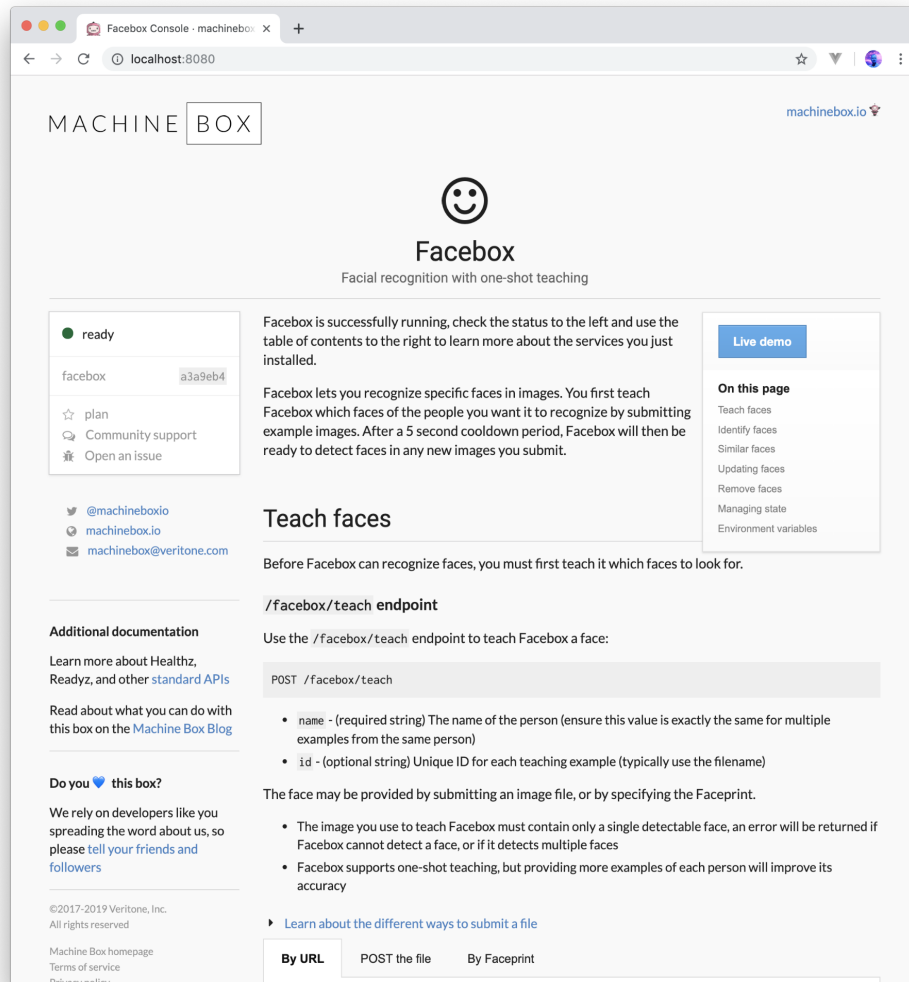 Facebox Console · machinebox
localhost:8080
MACHINE BOX
machinebox.io
Facebox
Facial recognition with one-shot teaching
ready
facebox a3a9eb4
plan
Community support
Open an issue
@machineboxio
machinebox.io
machinebox@veritone.com
Additional documentation
Learn more about Healthz,
Readyz, and other standard APIs
Read about what you can do with
this box on the Machine Box Blog
Do you 💙 this box?
We rely on developers like you
spreading the word about us, so
please tell your friends and
followers
©2017-2019 Veritone, Inc.
All rights reserved
Machine Box homepage
Terms of service
Privacy policy
Facebox is successfully running, check the status to the left and use the
table of contents to the right to learn more about the services you just
installed.
Facebox lets you recognize specific faces in images. You first teach
Facebox which faces of the people you want it to recognize by submitting
example images. After a 5 second cooldown period, Facebox will then be
ready to detect faces in any new images you submit.
Live demo
On this page
Teach faces
Identify faces
Similar faces
Updating faces
Remove faces
Managing state
Environment variables
Teach faces
Before Facebox can recognize faces, you must first teach it which faces to look for.
/facebox/teach endpoint
Use the /facebox/teach endpoint to teach Facebox a face:
POST /facebox/teach
• name - (required string) The name of the person (ensure this value is exactly the same for multiple
examples from the same person)
• id - (optional string) Unique ID for each teaching example (typically use the filename)
The face may be provided by submitting an image file, or by specifying the Faceprint.
• The image you use to teach Facebox must contain only a single detectable face, an error will be returned if
Facebox cannot detect a face, or if it detects multiple faces
• Facebox supports one-shot teaching, but providing more examples of each person will improve its
accuracy
Learn about the different ways to submit a file
By URL POST the file By Faceprint